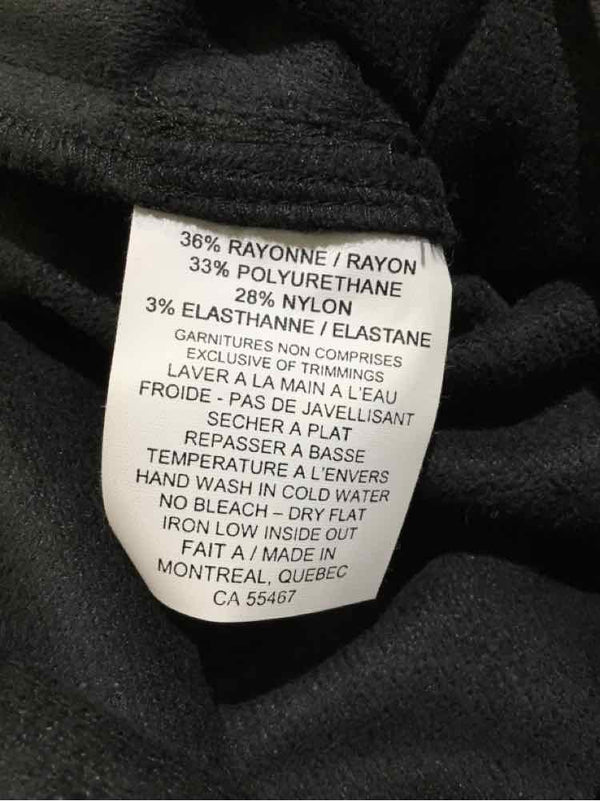 36% RAYONNE / RAYON
33% POLYURETHANE
28% NYLON
3% ELASTHANNE / ELASTANE
GARNITURES NON COMPRISES
EXCLUSIVE OF TRIMMINGS
LAVER A LA MAIN A L'EAU
FROIDE - PAS DE JAVELLISANT
SECHER A PLAT
REPASSER A BASSE
TEMPERATURE A L'ENVERS
HAND WASH IN COLD WATER
NO BLEACH – DRY FLAT
IRON LOW INSIDE OUT
FAIT A / MADE IN
MONTREAL, QUEBEC
CA 55467